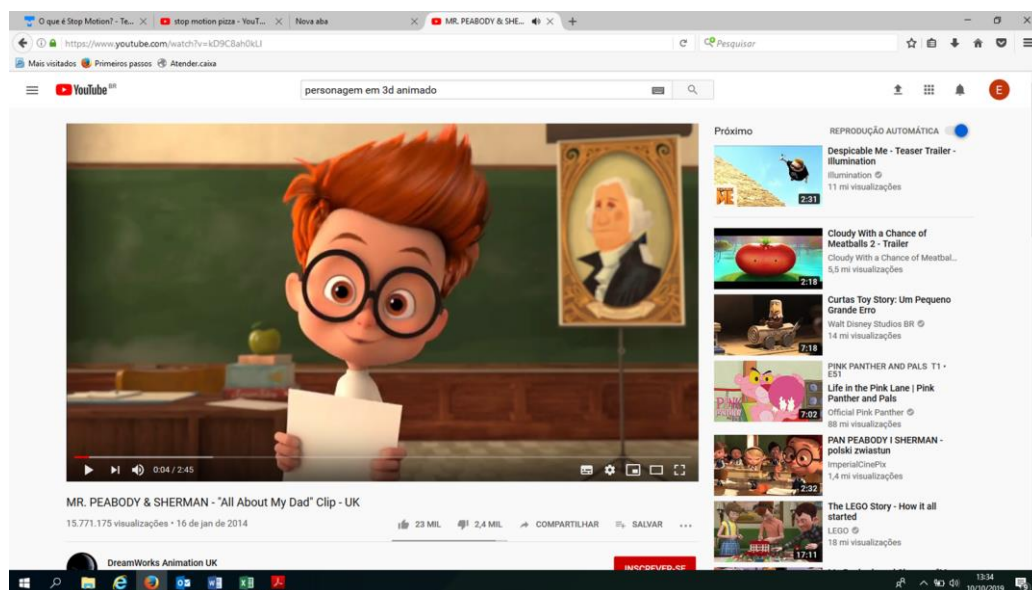 O que é Stop Motion? - Te...
stop motion pizza - YouT...
Nova aba
MR. PEABODY & SHE...
https://www.youtube.com/watch?v=kD9C8ah0kLI
Pesquisar
Mais visitados
Primeiros passos
Atender.caixa
YouTube BR
personagem em 3d animado
E
0:04 / 2:45
MR. PEABODY & SHERMAN - "All About My Dad" Clip - UK
15.771.175 visualizações • 16 de jan de 2014
23 MIL
2,4 MIL
COMPARTILHAR
SALVAR
DreamWorks Animation UK
INSCREVER-SE
Próximo
REPRODUÇÃO AUTOMÁTICA
Despicable Me - Teaser Trailer -
Illumination
Illumination
11 mi visualizações
2:31
Cloudy With a Chance of
Meatballs 2 - Trailer
Cloudy With a Chance of Meatbal...
5,5 mi visualizações
2:18
Curtas Toy Story: Um Pequeno
Grande Erro
Walt Disney Studios BR
14 mi visualizações
7:18
PINK PANTHER AND PALS T1 •
E51
Life in the Pink Lane | Pink
Panther and Pals
Official Pink Panther
88 mi visualizações
7:02
PAN PEABODY I SHERMAN -
polski zwiastun
ImperialCinePix
1,4 mi visualizações
2:32
The LEGO Story - How it all
started
LEGO
18 mi visualizações
17:11
13:34
10/10/2019